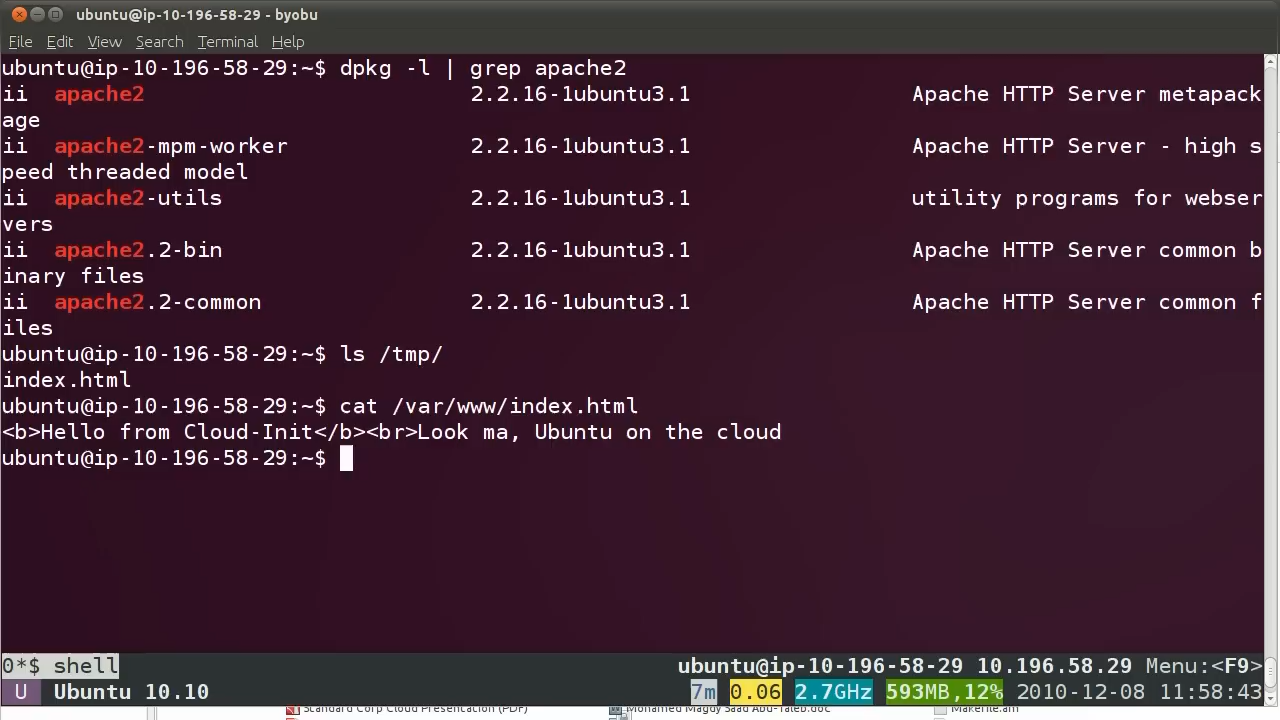 ubuntu@ip-10-196-58-29 - byobu
File Edit View Search Terminal Help
ubuntu@ip-10-196-58-29:~$ dpkg -l | grep apache2
ii apache2 2.2.16-1ubuntu3.1 Apache HTTP Server metapack
age
ii apache2-mpm-worker 2.2.16-1ubuntu3.1 Apache HTTP Server - high s
peed threaded model
ii apache2-utils 2.2.16-1ubuntu3.1 utility programs for webser
vers
ii apache2.2-bin 2.2.16-1ubuntu3.1 Apache HTTP Server common b
inary files
ii apache2.2-common 2.2.16-1ubuntu3.1 Apache HTTP Server common f
iles
ubuntu@ip-10-196-58-29:~$ ls /tmp/
index.html
ubuntu@ip-10-196-58-29:~$ cat /var/www/index.html
<b>Hello from Cloud-Init</b><br>Look ma, Ubuntu on the cloud
ubuntu@ip-10-196-58-29:~$
0*$ shell ubuntu@ip-10-196-58-29 10.196.58.29 Menu:<F9>
U Ubuntu 10.10 7m 0.06 2.7GHz 593MB,12% 2010-12-08 11:58:43
Standard Corp Cloud Presentation (PDF) Mohamed Magdy Saad Abu-Taleb.doc Makefile.am